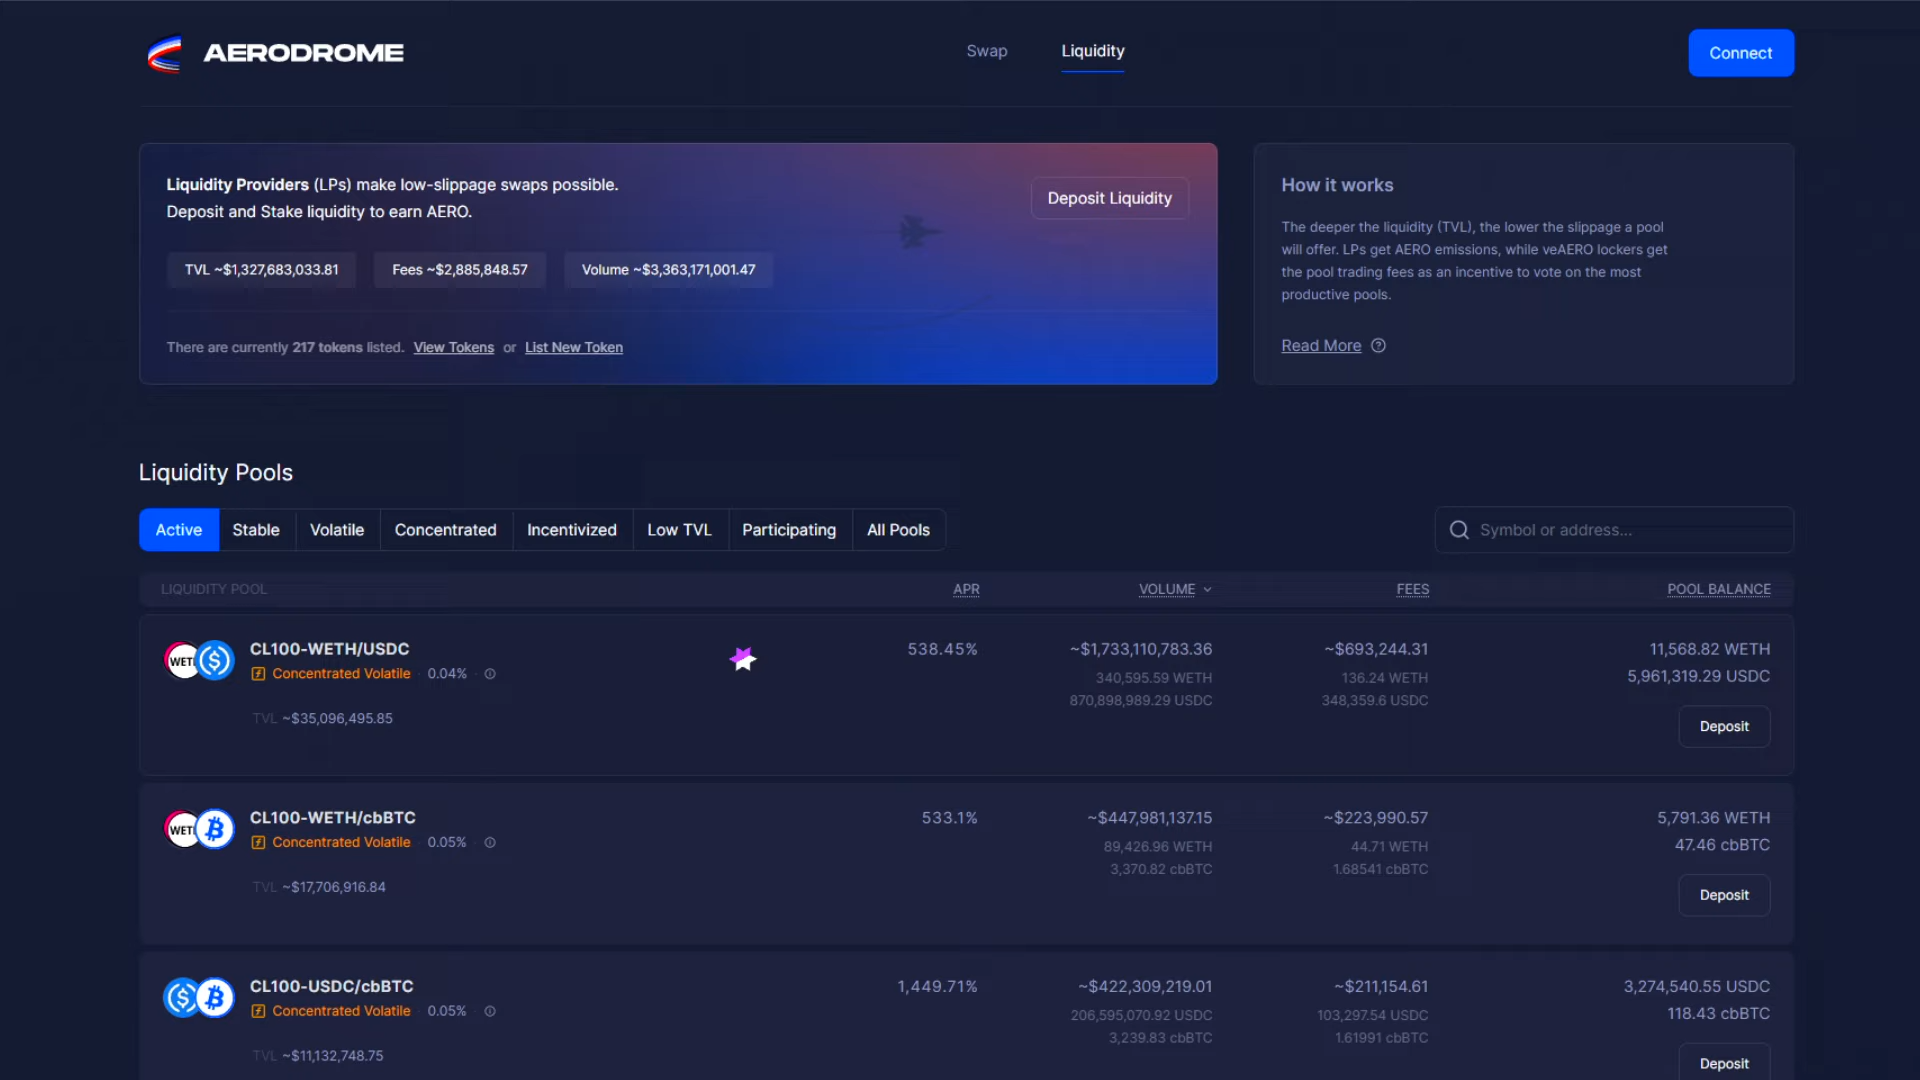 AERODROME
Swap
Liquidity
Connect
Liquidity Providers (LPs) make low-slippage swaps possible.
Deposit and Stake liquidity to earn AERO.
Deposit Liquidity
TVL ~$1,327,683,033.81
Fees ~$2,885,848.57
Volume ~$3,363,171,001.47
There are currently 217 tokens listed. View Tokens or List New Token
How it works
The deeper the liquidity (TVL), the lower the slippage a pool
will offer. LPs get AERO emissions, while veAERO lockers get
the pool trading fees as an incentive to vote on the most
productive pools.
Read More
Liquidity Pools
Active
Stable
Volatile
Concentrated
Incentivized
Low TVL
Participating
All Pools
Symbol or address...
LIQUIDITY POOL
APR
VOLUME
FEES
POOL BALANCE
WETH
CL100-WETH/USDC
Concentrated Volatile · 0.04%
TVL ~$35,096,495.85
538.45%
~$1,733,110,783.36
340,595.59 WETH
870,898,989.29 USDC
~$693,244.31
136.24 WETH
348,359.6 USDC
11,568.82 WETH
5,961,319.29 USDC
Deposit
WETH
CL100-WETH/cbBTC
Concentrated Volatile · 0.05%
TVL ~$17,706,916.84
533.1%
~$447,981,137.15
89,426.96 WETH
3,370.82 cbBTC
~$223,990.57
44.71 WETH
1.68541 cbBTC
5,791.36 WETH
47.46 cbBTC
Deposit
CL100-USDC/cbBTC
Concentrated Volatile · 0.05%
TVL ~$11,132,748.75
1,449.71%
~$422,309,219.01
206,595,070.92 USDC
3,239.83 cbBTC
~$211,154.61
103,297.54 USDC
1.61991 cbBTC
3,274,540.55 USDC
118.43 cbBTC
Deposit